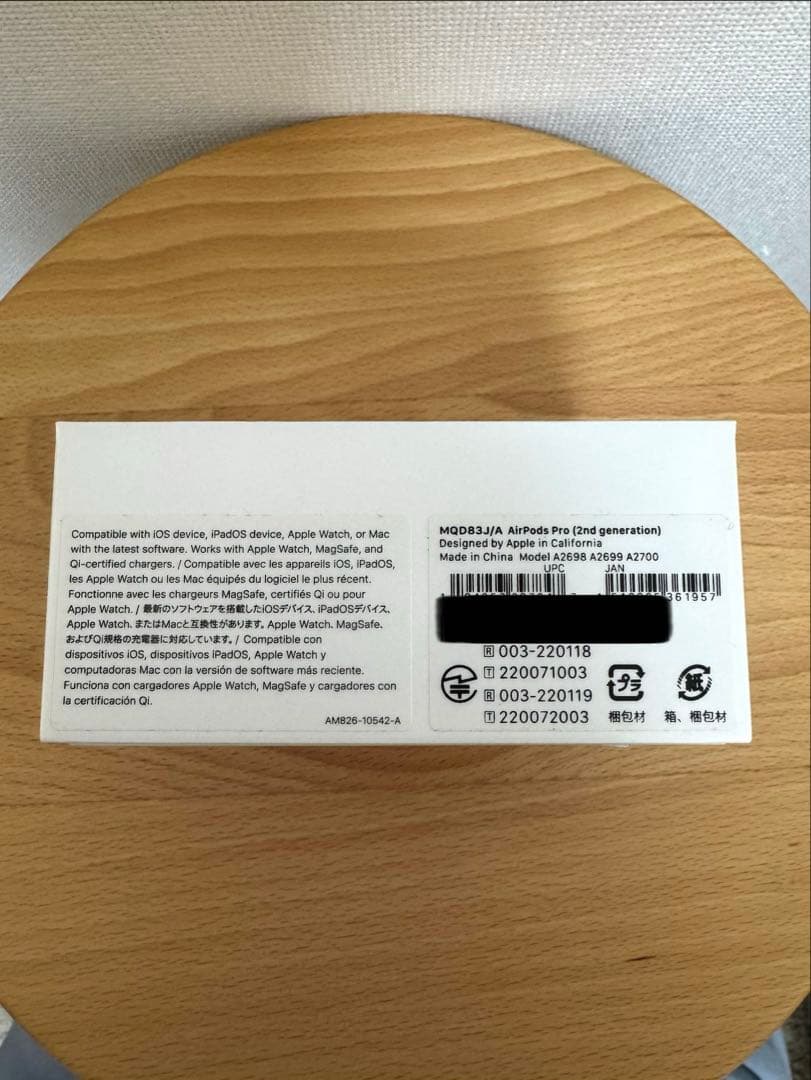 Compatible with iOS device, iPadOS device, Apple Watch, or Mac
with the latest software. Works with Apple Watch, MagSafe, and
Qi-certified chargers. / Compatible avec les appareils iOS, iPadOS,
les Apple Watch ou les Mac équipés du logiciel le plus récent.
Fonctionne avec les chargeurs MagSafe, certifiés Qi ou pour
Apple Watch. / 最新のソフトウェアを搭載したiOSデバイス、iPadOSデバイス、
Apple Watch、またはMacと互換性があります。Apple Watch、MagSafe、
およびQi規格の充電器に対応しています。/ Compatible con
dispositivos iOS, dispositivos iPadOS, Apple Watch y
computadoras Mac con la versión de software más reciente.
Funciona con cargadores Apple Watch, MagSafe y cargadores con
la certificación Qi.
AM826-10542-A
MQD83J/A AirPods Pro (2nd generation)
Designed by Apple in California
Made in China Model A2698 A2699 A2700
UPC JAN
361957
R 003-220118
T 220071003
R 003-220119
T 220072003
プラ
紙
梱包材
箱、梱包材